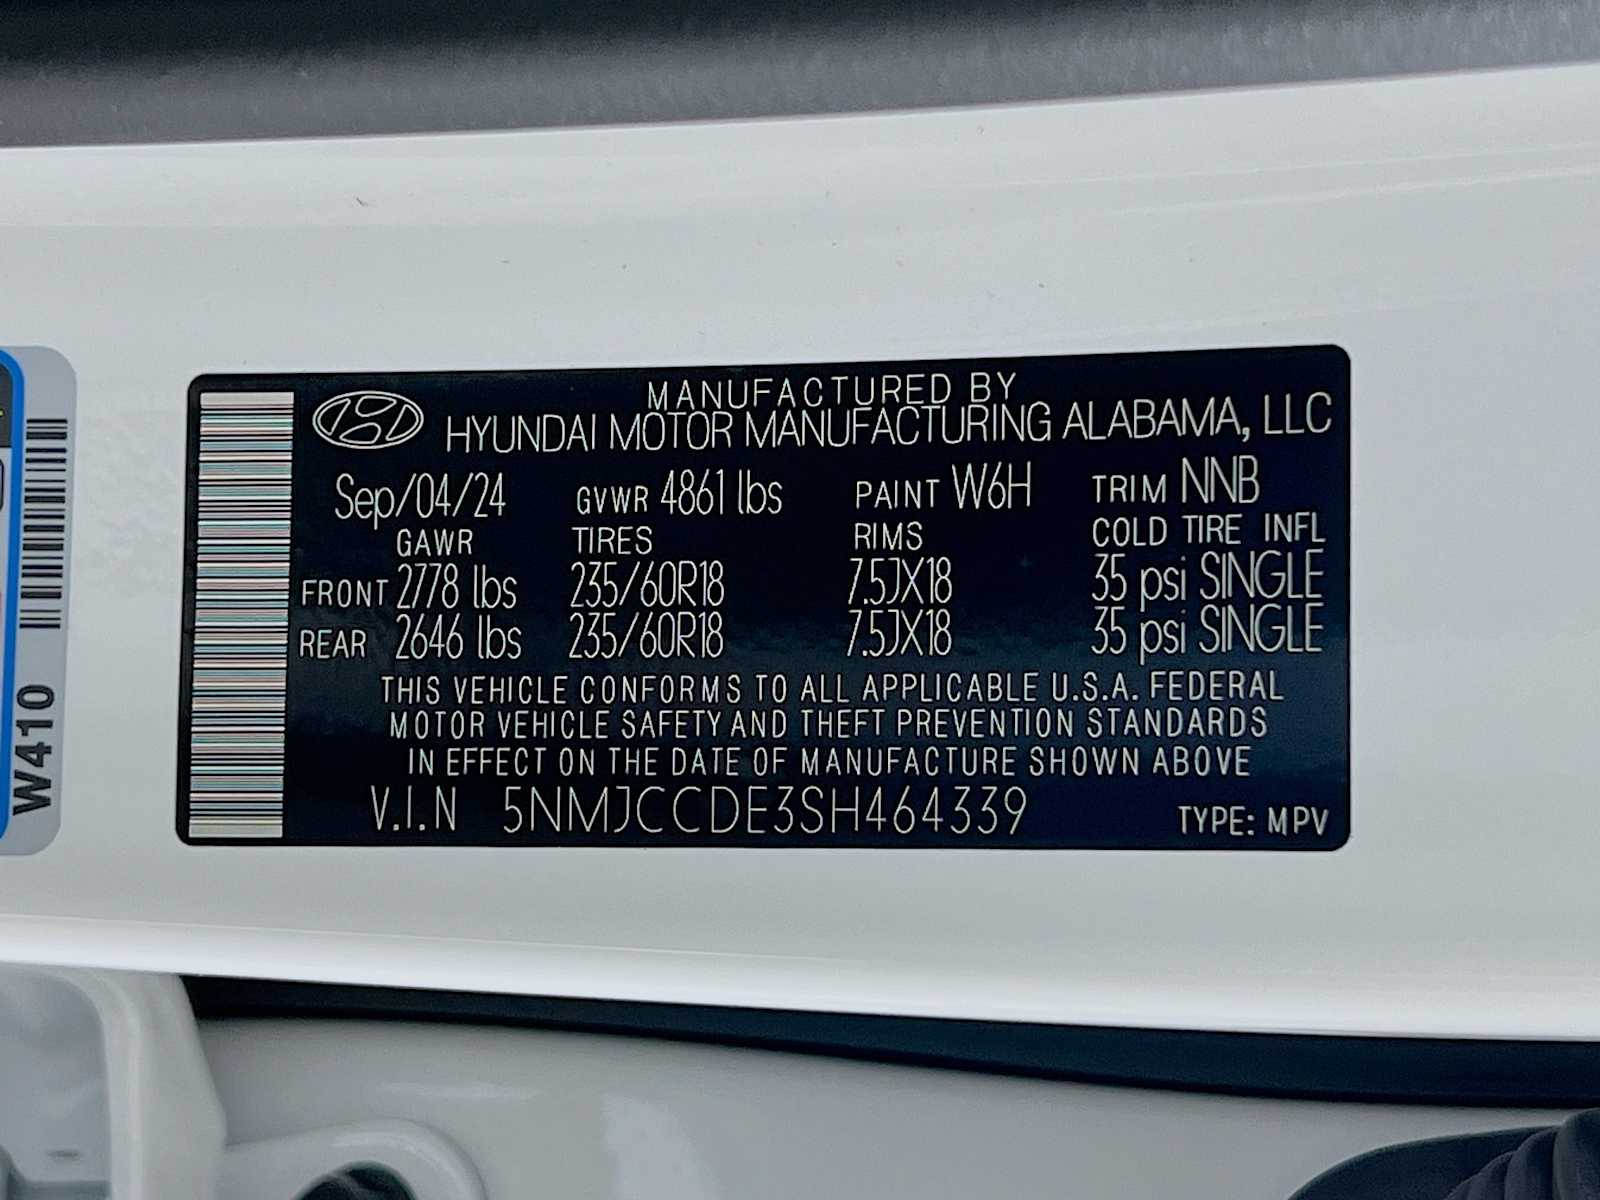 MANUFACTURED BY
HYUNDAI MOTOR MANUFACTURING ALABAMA, LLC
Sep/04/24 GVWR 4861 lbs PAINT W6H TRIM NNB
GAWR TIRES RIMS COLD TIRE INFL
FRONT 2778 lbs 235/60R18 7.5JX18 35 psi SINGLE
REAR 2646 lbs 235/60R18 7.5JX18 35 psi SINGLE
THIS VEHICLE CONFORMS TO ALL APPLICABLE U.S.A. FEDERAL
MOTOR VEHICLE SAFETY AND THEFT PREVENTION STANDARDS
IN EFFECT ON THE DATE OF MANUFACTURE SHOWN ABOVE
V.I.N 5NMJCCDE3SH464339 TYPE: MPV
W410